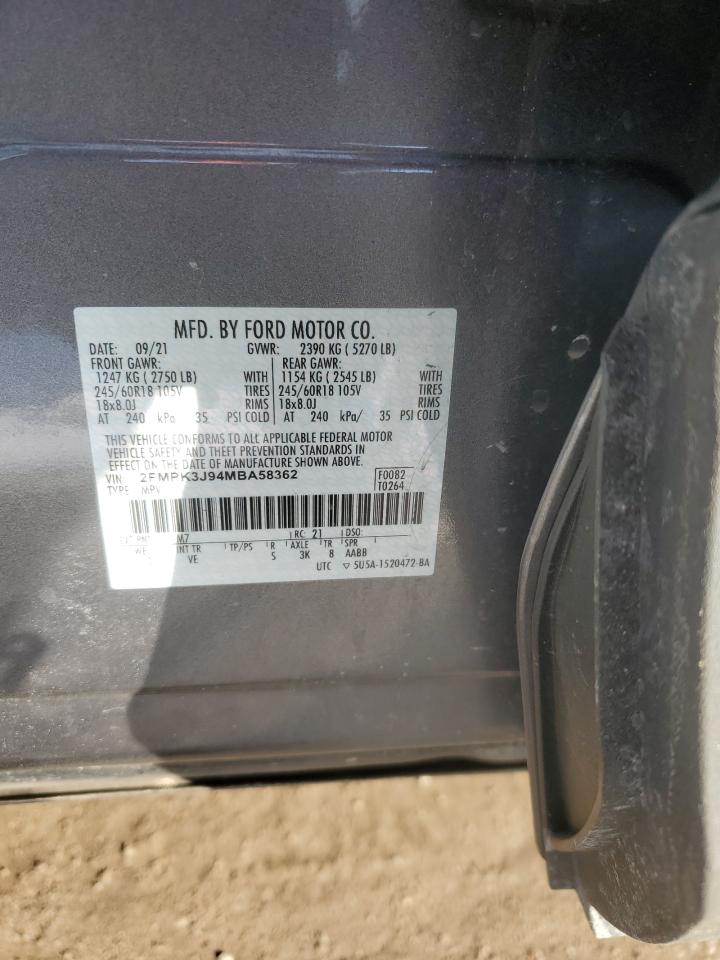 MFD. BY FORD MOTOR CO.
DATE: 09/21 GVWR: 2390 KG ( 5270 LB)
FRONT GAWR: REAR GAWR:
1247 KG ( 2750 LB) WITH 1154 KG ( 2545 LB) WITH
245/60R18 105V TIRES 245/60R18 105V TIRES
18x8.0J RIMS 18x8.0J RIMS
AT 240 kPa/ 35 PSI COLD AT 240 kPa/ 35 PSI COLD
THIS VEHICLE CONFORMS TO ALL APPLICABLE FEDERAL MOTOR
VEHICLE SAFETY AND THEFT PREVENTION STANDARDS IN
EFFECT ON THE DATE OF MANUFACTURE SHOWN ABOVE.
VIN: 2FMPK3J94MBA58362 F0082
TYPE: MPV T0264
M7 RC: 21 DSO:
INT TR TP/PS R AXLE TR SPR
VE S 3K 8 AABB
UTC ▽ 5U5A-1520472-BA